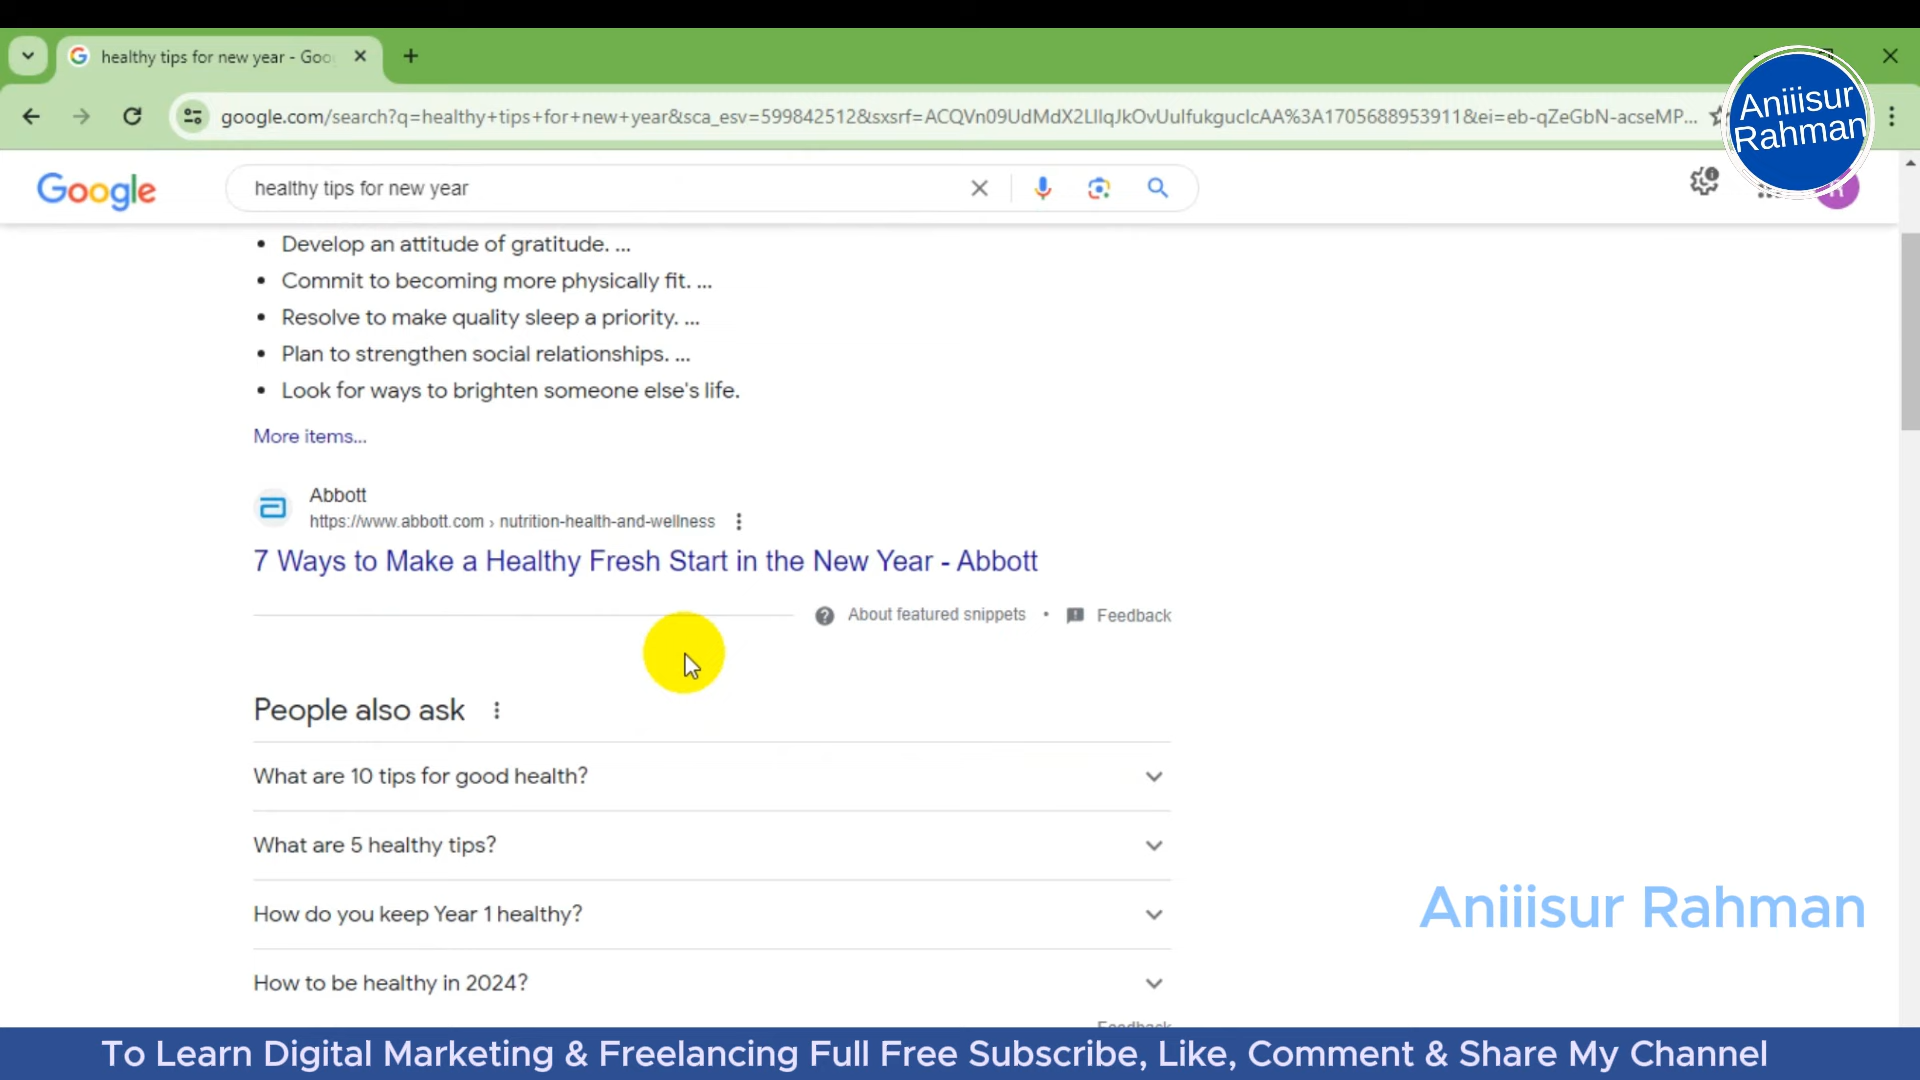 healthy tips for new year - Goo
google.com/search?q=healthy+tips+for+new+year&sca_esv=599842512&sxsrf=ACQVn09UdMdX2LIlqJkOvUulfukguclcAA%3A1705688953911&ei=eb-qZeGbN-acseMP...
Aniiisur
Rahman
Google
healthy tips for new year
Develop an attitude of gratitude. ...
Commit to becoming more physically fit. ...
Resolve to make quality sleep a priority. ...
Plan to strengthen social relationships. ...
Look for ways to brighten someone else's life.
More items...
Abbott
https://www.abbott.com › nutrition-health-and-wellness
7 Ways to Make a Healthy Fresh Start in the New Year - Abbott
About featured snippets • Feedback
People also ask
What are 10 tips for good health?
What are 5 healthy tips?
How do you keep Year 1 healthy?
Aniiisur Rahman
How to be healthy in 2024?
Feedback
To Learn Digital Marketing & Freelancing Full Free Subscribe, Like, Comment & Share My Channel